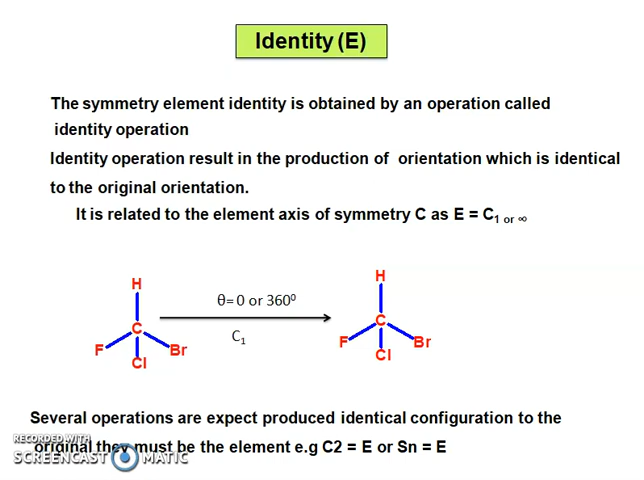 Identity (E)
The symmetry element identity is obtained by an operation called
identity operation
Identity operation result in the production of orientation which is identical
to the original orientation.
It is related to the element axis of symmetry C as E = C1 or ∞
H
C
F
Br
Cl
θ= 0 or 360⁰
C1
H
C
F
Br
Cl
Several operations are expect produced identical configuration to the
original they must be the element e.g C2 = E or Sn = E
RECORDED WITH
SCREENCAST MATIC